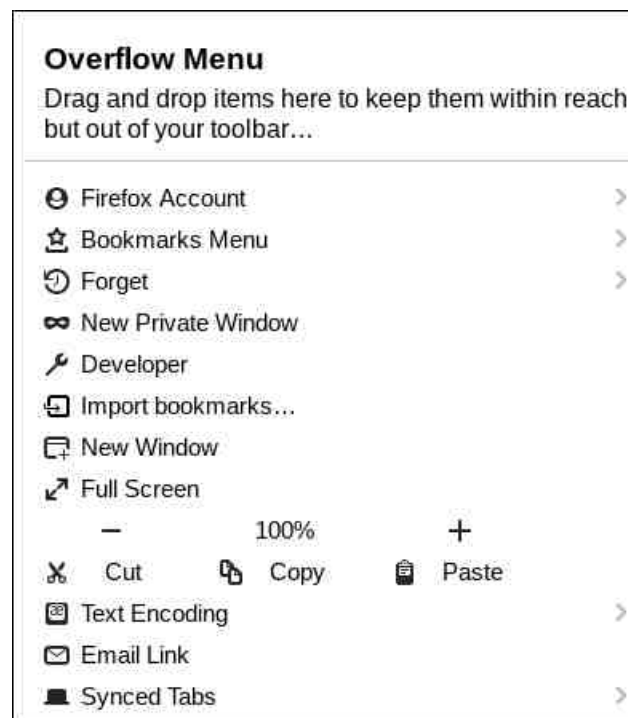 Overflow Menu
Drag and drop items here to keep them within reach
but out of your toolbar…
Firefox Account
Bookmarks Menu
Forget
New Private Window
Developer
Import bookmarks…
New Window
Full Screen
− 100% +
Cut Copy Paste
Text Encoding
Email Link
Synced Tabs